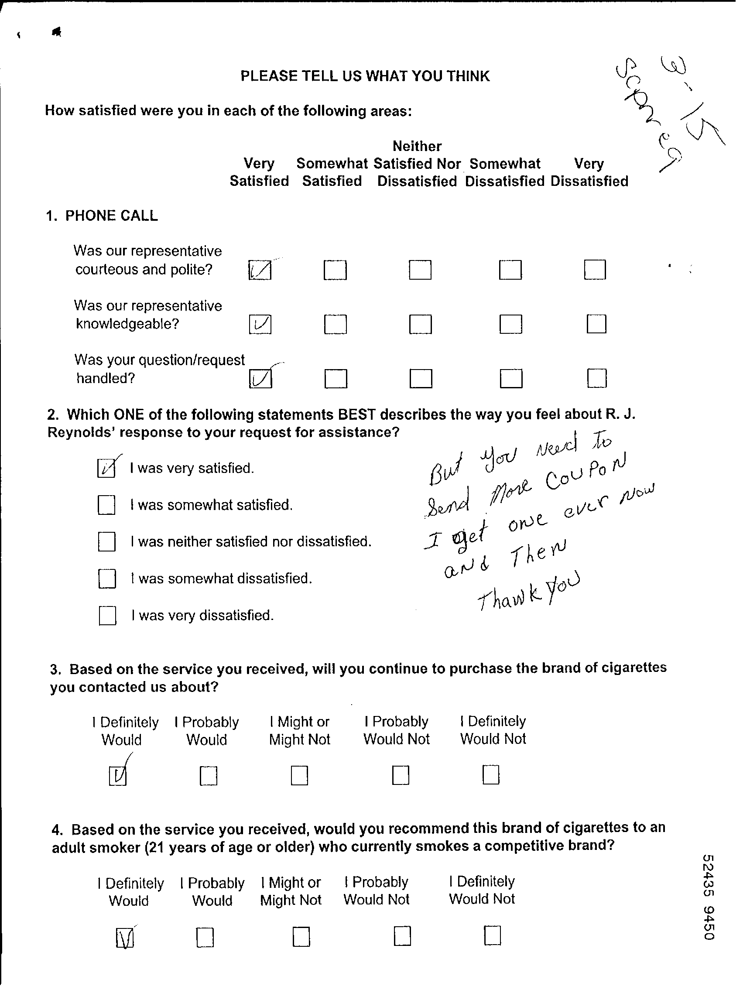 PLEASE TELL US WHAT YOU THINK
3-15
How satisfied were you in each of the following areas:
Neither
Very Somewhat Satisfied Nor Somewhat Very
Satisfied Satisfied Dissatisfied Dissatisfied Dissatisfied
1. PHONE CALL
Was our representative
courteous and polite?
Was our representative
knowledgeable?
Was your question/request
handled?
2. Which ONE of the following statements BEST describes the way you feel about R. J.
Reynolds' response to your request for assistance?
I was very satisfied.
I was somewhat satisfied.
I was neither satisfied nor dissatisfied.
I was somewhat dissatisfied.
I was very dissatisfied.
But you need to
Send More Coupon
I get one ever now
and Then
Thank you
3. Based on the service you received, will you continue to purchase the brand of cigarettes
you contacted us about?
I Definitely I Probably I Might or I Probably I Definitely
Would Would Might Not Would Not Would Not
4. Based on the service you received, would you recommend this brand of cigarettes to an
adult smoker (21 years of age or older) who currently smokes a competitive brand?
I Definitely I Probably I Might or I Probably I Definitely
Would Would Might Not Would Not Would Not
52435 9450